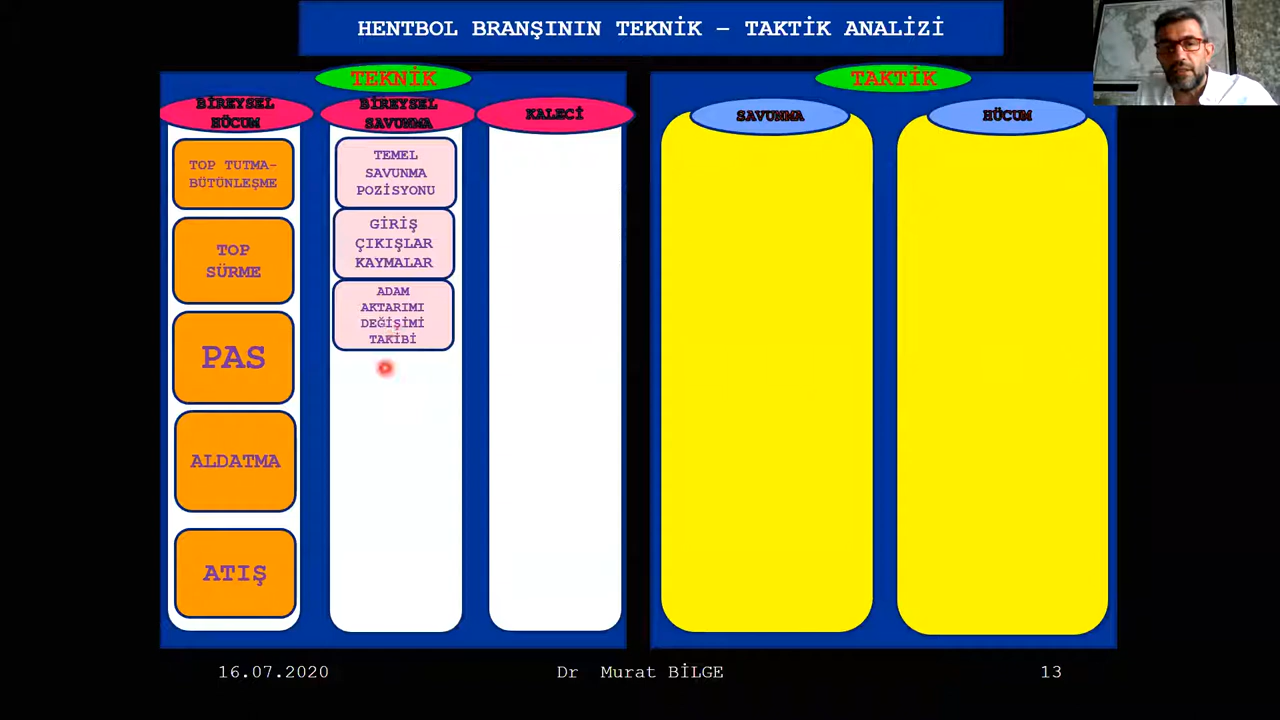 HENTBOL BRANŞININ TEKNİK – TAKTİK ANALİZİ
TEKNİK
BİREYSEL
HÜCUM
TOP TUTMA-
BÜTÜNLEŞME
TOP
SÜRME
PAS
ALDATMA
ATIŞ
BİREYSEL
SAVUNMA
TEMEL
SAVUNMA
POZİSYONU
GİRİŞ
ÇIKIŞLAR
KAYMALAR
ADAM
AKTARIMI
DEĞİŞİMİ
TAKİBİ
KALECİ
TAKTİK
SAVUNMA
HÜCUM
16.07.2020
Dr Murat BİLGE
13